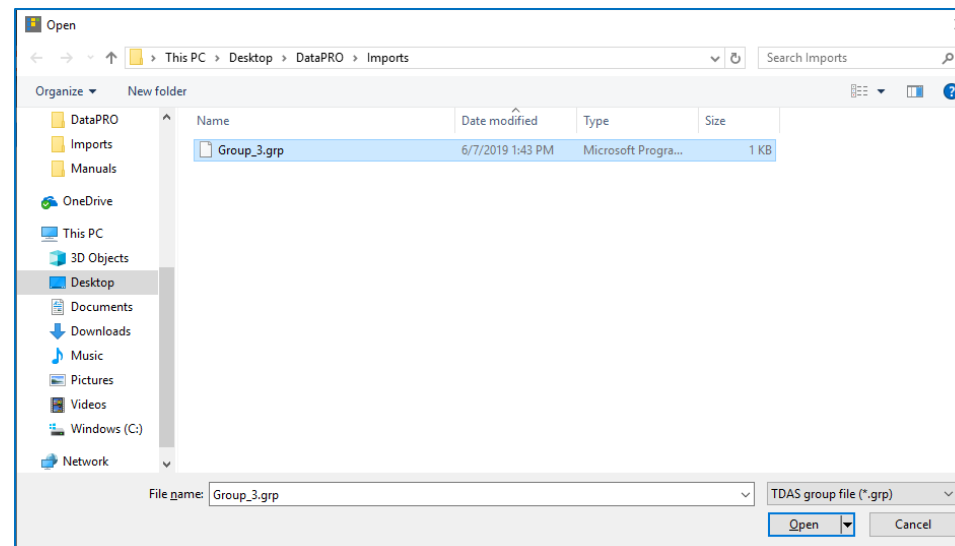 Open
This PC > Desktop > DataPRO > Imports
Search Imports
Organize
New folder
DataPRO
Imports
Manuals
OneDrive
This PC
3D Objects
Desktop
Documents
Downloads
Music
Pictures
Videos
Windows (C:)
Network
Name
Date modified
Type
Size
Group_3.grp
6/7/2019 1:43 PM
Microsoft Progra...
1 KB
File name: Group_3.grp
TDAS group file (*.grp)
Open
Cancel